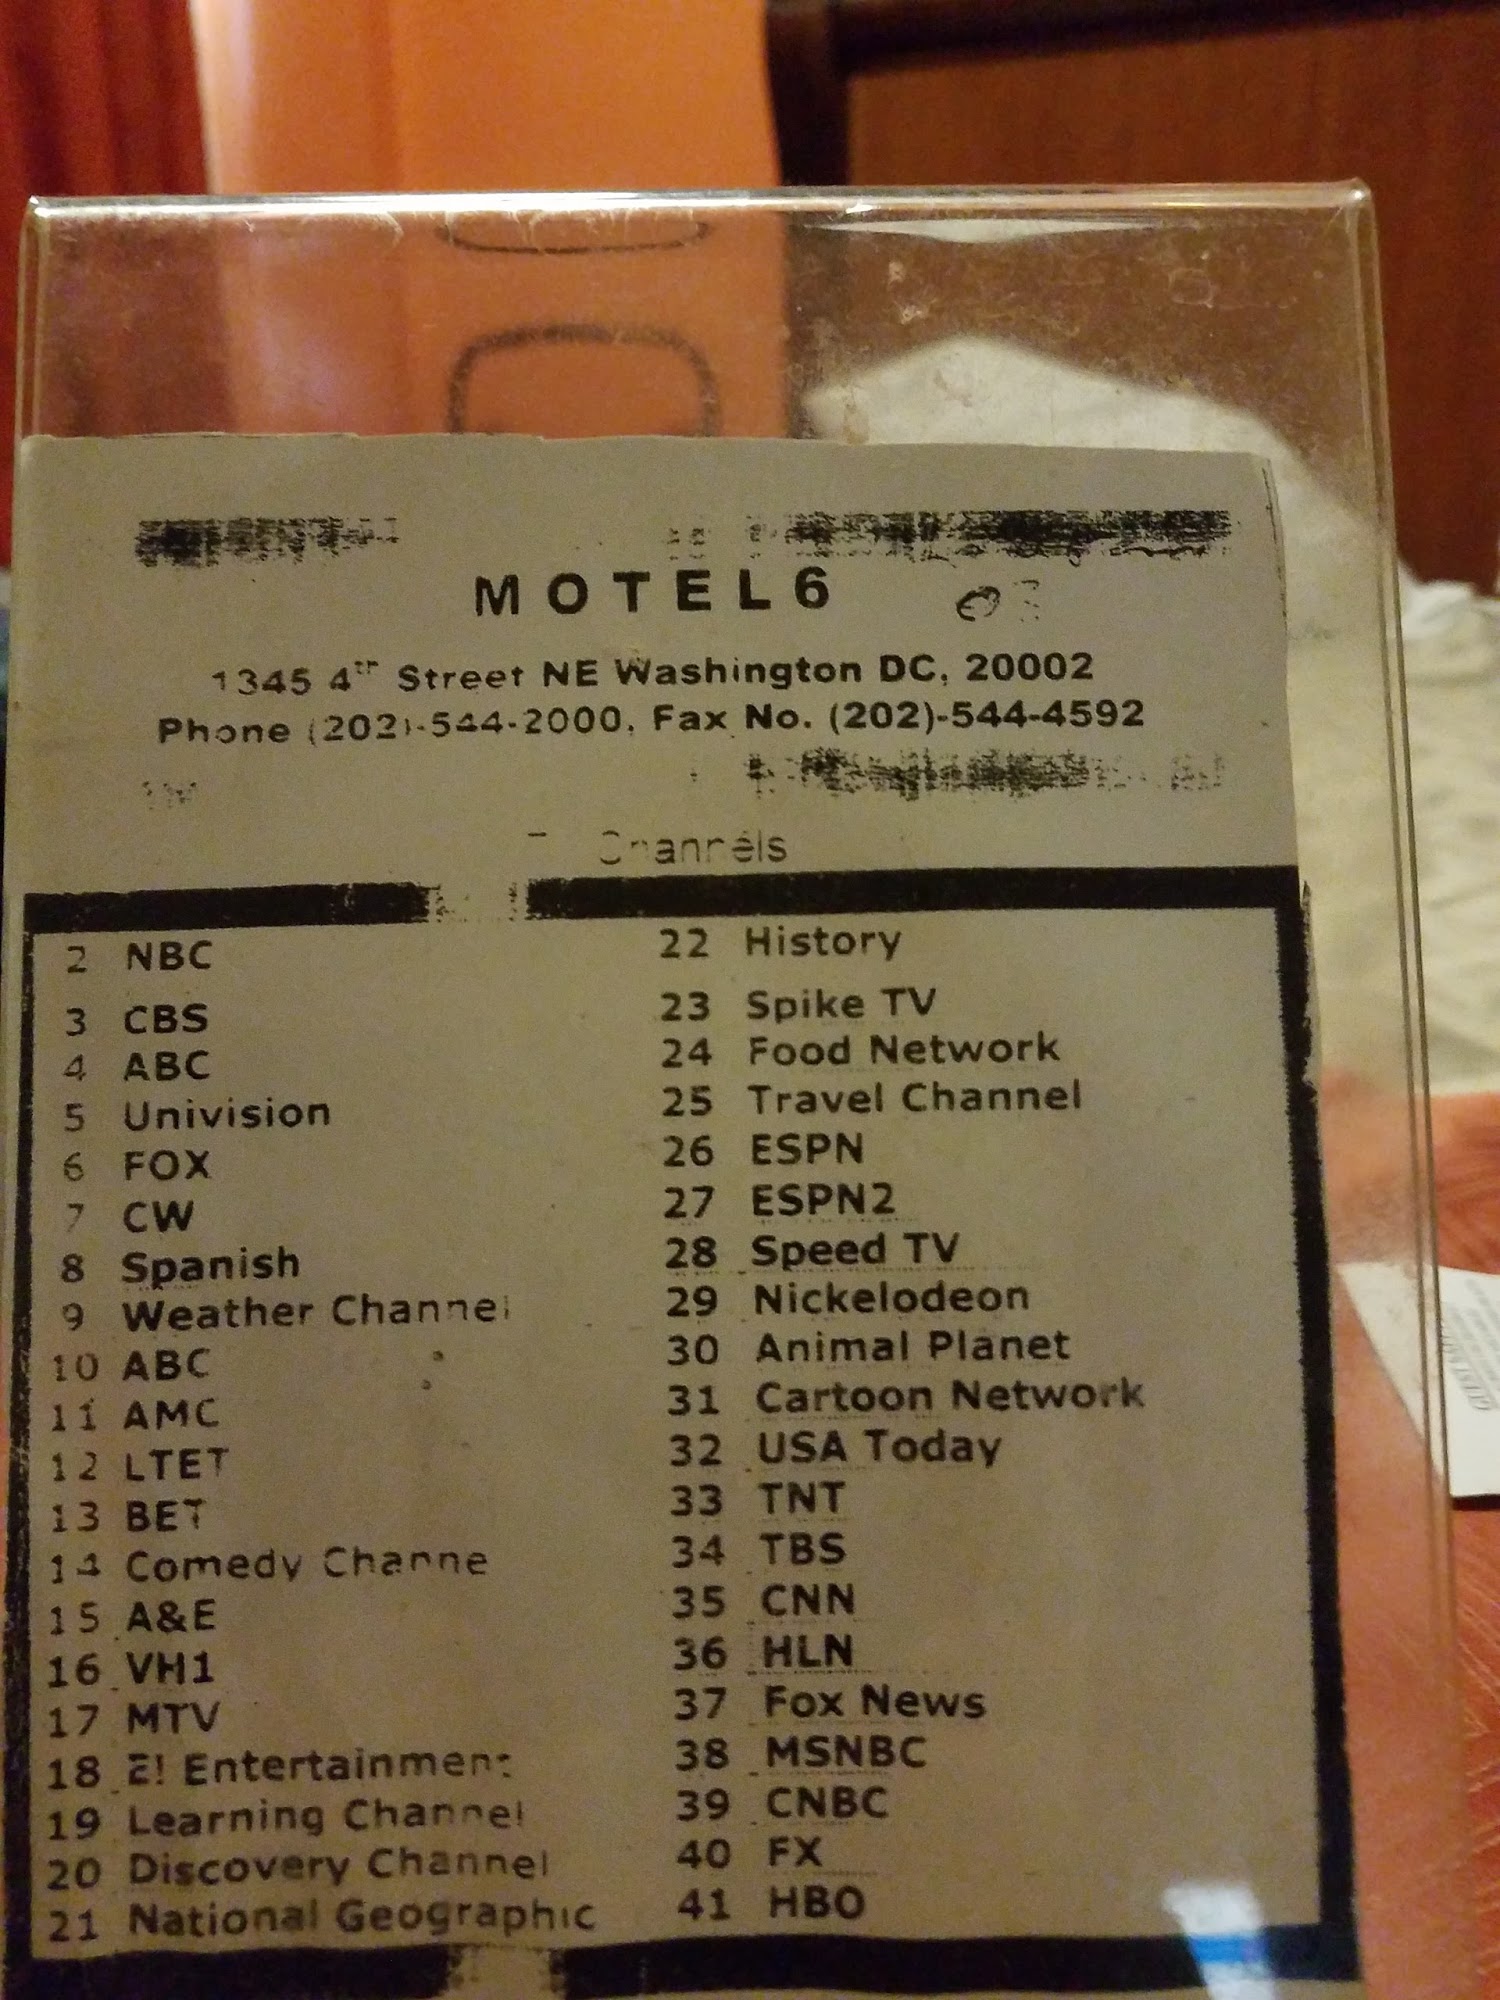 MOTEL6
1345 4th Street NE Washington DC, 20002
Phone (202)-544-2000, Fax No. (202)-544-4592
Channels
2 NBC
3 CBS
4 ABC
5 Univision
6 FOX
7 CW
8 Spanish
9 Weather Channel
10 ABC
11 AMC
12 LTET
13 BET
14 Comedy Channe
15 A&E
16 VH1
17 MTV
18 E! Entertainment
19 Learning Channel
20 Discovery Channel
21 National Geographic
22 History
23 Spike TV
24 Food Network
25 Travel Channel
26 ESPN
27 ESPN2
28 Speed TV
29 Nickelodeon
30 Animal Planet
31 Cartoon Network
32 USA Today
33 TNT
34 TBS
35 CNN
36 HLN
37 Fox News
38 MSNBC
39 CNBC
40 FX
41 HBO